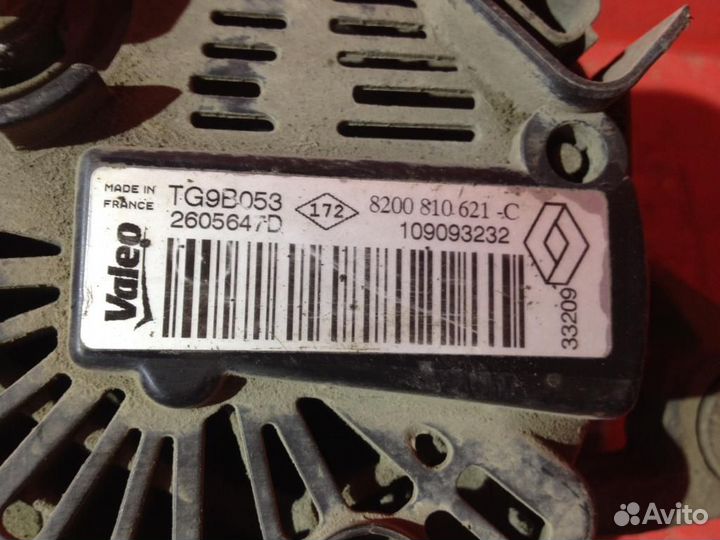 MADE IN
FRANCE
TG9B053
2605647D
172
8200 810 621 -C
109093232
Valeo
33209
Avito